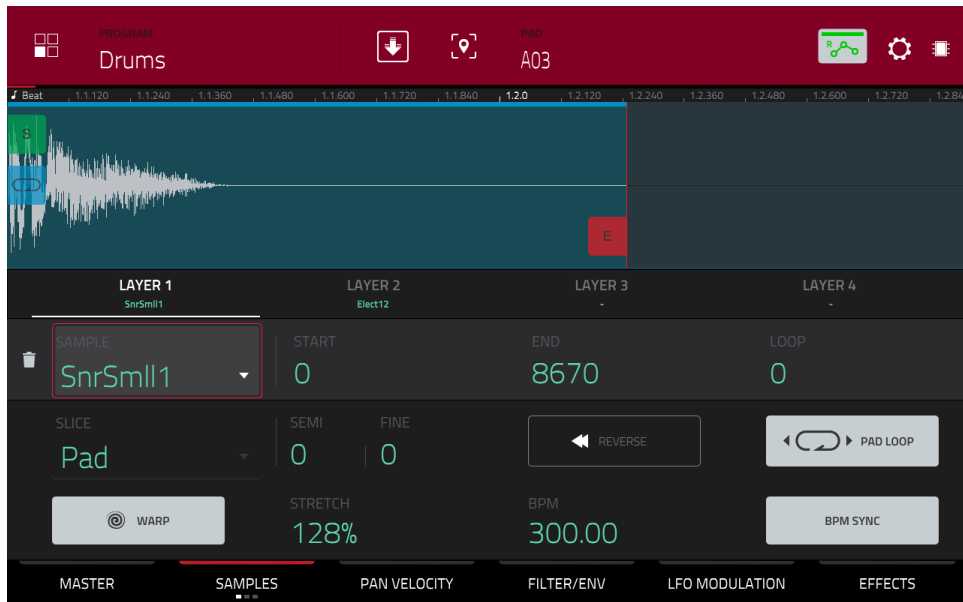 PROGRAM
Drums
PAD
A03
R
Beat 1.1.120 1.1.240 1.1.360 1.1.480 1.1.600 1.1.720 1.1.840 1.2.0 1.2.120 1.2.240 1.2.360 1.2.480 1.2.600 1.2.720 1.2.84
S
E
LAYER 1 LAYER 2 LAYER 3 LAYER 4
SnrSmll1 Elect12 - -
SAMPLE START END LOOP
SnrSmll1 0 8670 0
SLICE SEMI FINE
Pad 0 0
REVERSE
PAD LOOP
WARP
STRETCH BPM
128% 300.00
BPM SYNC
MASTER SAMPLES PAN VELOCITY FILTER/ENV LFO MODULATION EFFECTS